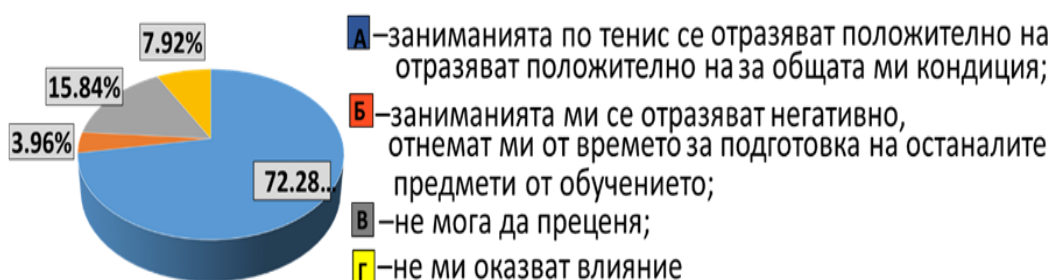 7.92%
15.84%
3.96%
72.28...
А –заниманията по тенис се отразяват положително на
отразяват положително на за общата ми кондиция;
Б –заниманията ми се отразяват негативно,
отнемат ми от времето за подготовка на останалите
предмети от обучението;
В –не мога да преценя;
Г –не ми оказват влияние